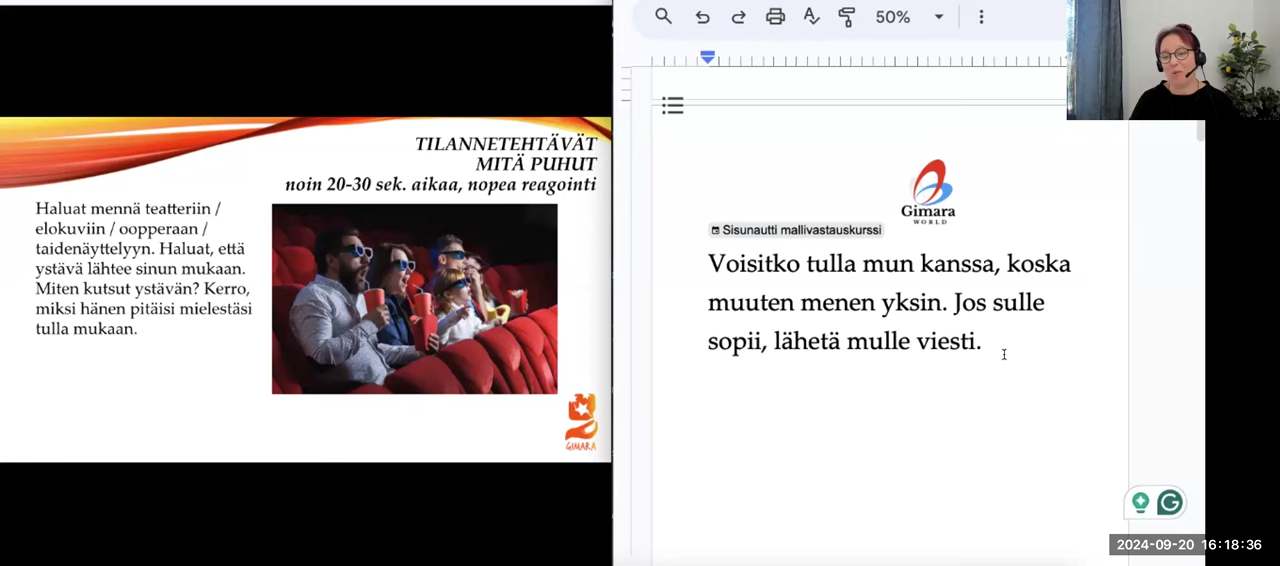 TILANNETEHTÄVÄT
MITÄ PUHUT
noin 20-30 sek. aikaa, nopea reagointi
Haluat mennä teatteriin /
elokuviin / oopperaan /
taidenäyttelyyn. Haluat, että
ystävä lähtee sinun mukaan.
Miten kutsut ystävän? Kerro,
miksi hänen pitäisi mielestäsi
tulla mukaan.
GIMARA
50%
Gimara
WORLD
Sisunautti mallivastauskurssi
Voisitko tulla mun kanssa, koska
muuten menen yksin. Jos sulle
sopii, lähetä mulle viesti.
2024-09-20 16:18:36